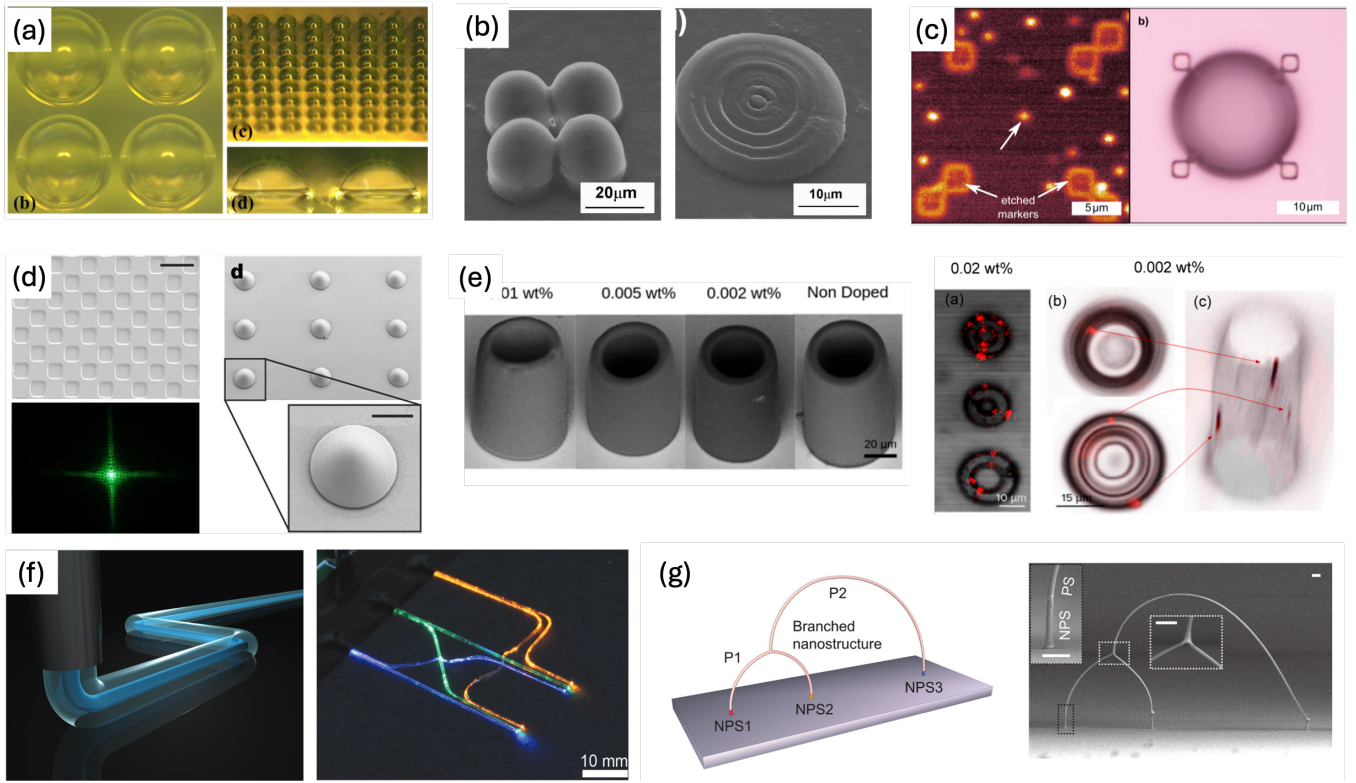 (a)
(b)
(c)
(d)
(b)
20μm
)
10μm
(c)
etched
markers
5μm
b)
10μm
(d)
d
(e)
01 wt%
0.005 wt%
0.002 wt%
Non Doped
20 μm
0.02 wt%
0.002 wt%
(a)
10 μm
(b)
15 μm
(c)
(f)
10 mm
(g)
P2
Branched
nanostructure
P1
NPS1
NPS2
NPS3
NPS
PS